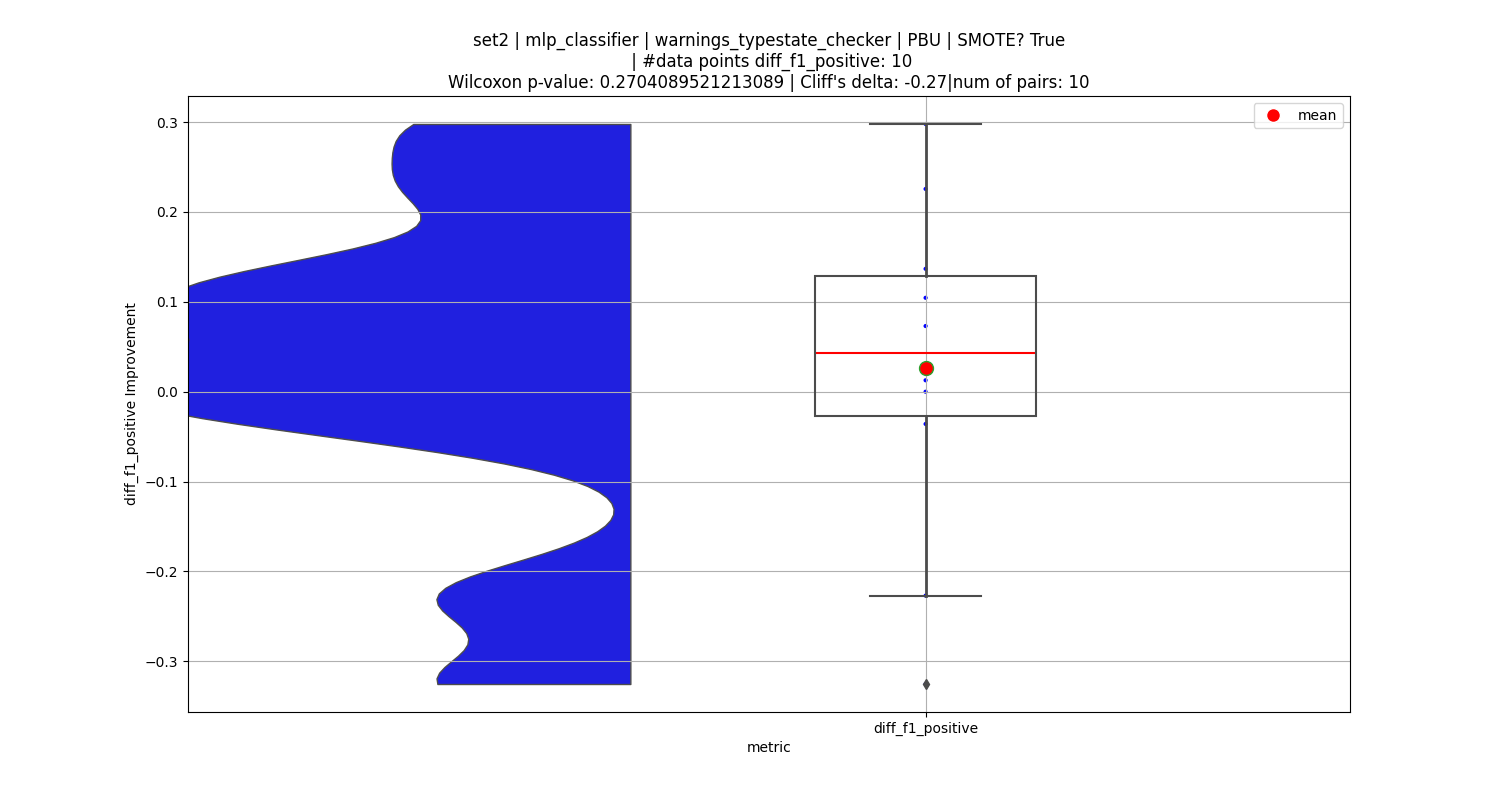 set2 | mlp_classifier | warnings_typestate_checker | PBU | SMOTE? True
| #data points diff_f1_positive: 10
Wilcoxon p-value: 0.2704089521213089 | Cliff's delta: -0.27|num of pairs: 10
mean
0.3
0.2
0.1
0.0
−0.1
−0.2
−0.3
diff_f1_positive Improvement
diff_f1_positive
metric